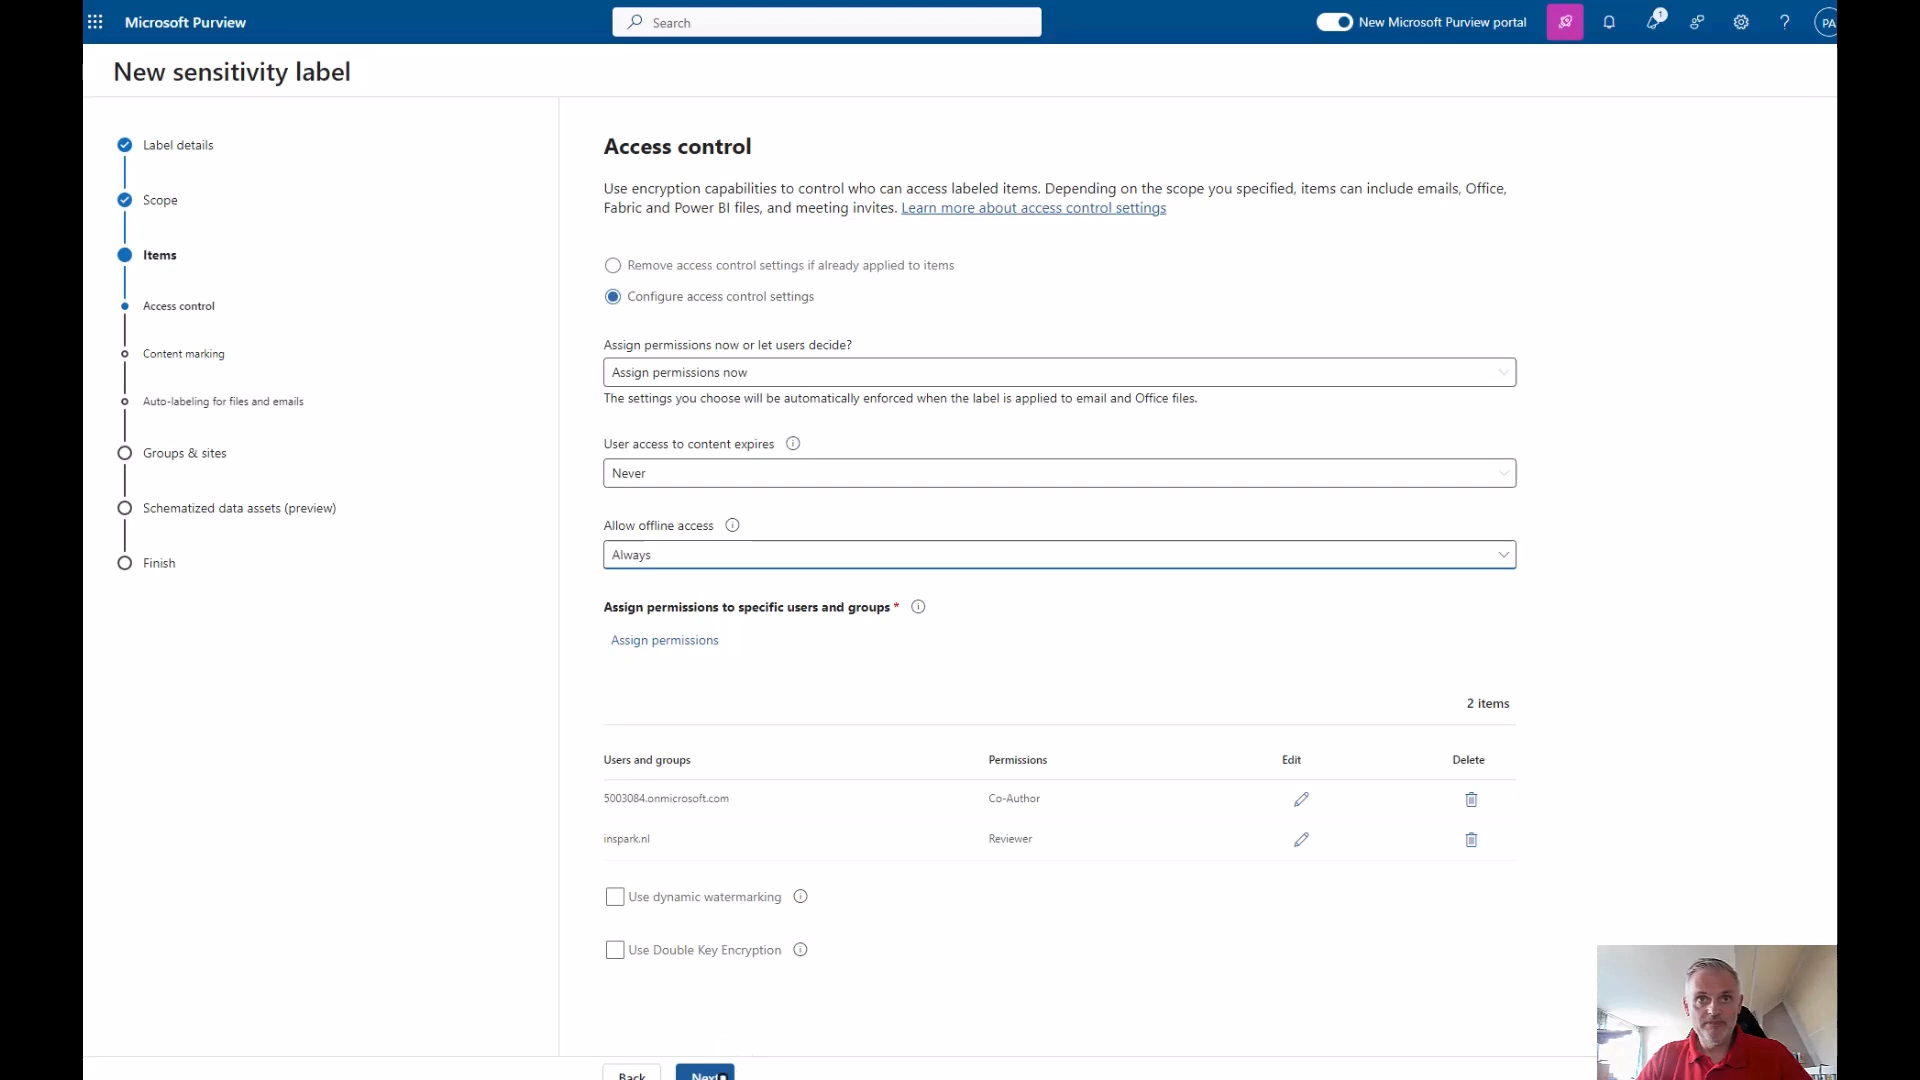 Microsoft Purview
Search
New Microsoft Purview portal
1
?
PA
New sensitivity label
Label details
Scope
Items
Access control
Content marking
Auto-labeling for files and emails
Groups & sites
Schematized data assets (preview)
Finish
Access control
Use encryption capabilities to control who can access labeled items. Depending on the scope you specified, items can include emails, Office,
Fabric and Power BI files, and meeting invites. Learn more about access control settings
Remove access control settings if already applied to items
Configure access control settings
Assign permissions now or let users decide?
Assign permissions now
The settings you choose will be automatically enforced when the label is applied to email and Office files.
User access to content expires
Never
Allow offline access
Always
Assign permissions to specific users and groups *
Assign permissions
2 items
Users and groups Permissions Edit Delete
5003084.onmicrosoft.com Co-Author
inspark.nl Reviewer
Use dynamic watermarking
Use Double Key Encryption
Back Next